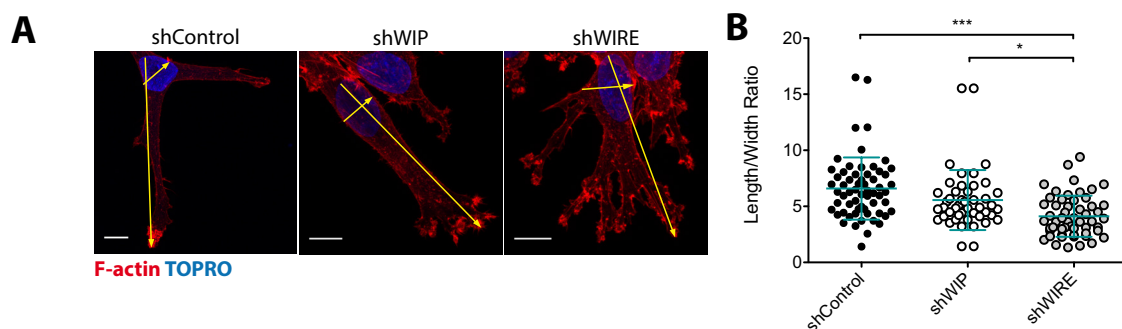 A
shControl
shWIP
shWIRE
F-actin TOPRO
B
Length/Width Ratio
20
15
10
5
0
***
*
shControl
shWIP
shWIRE